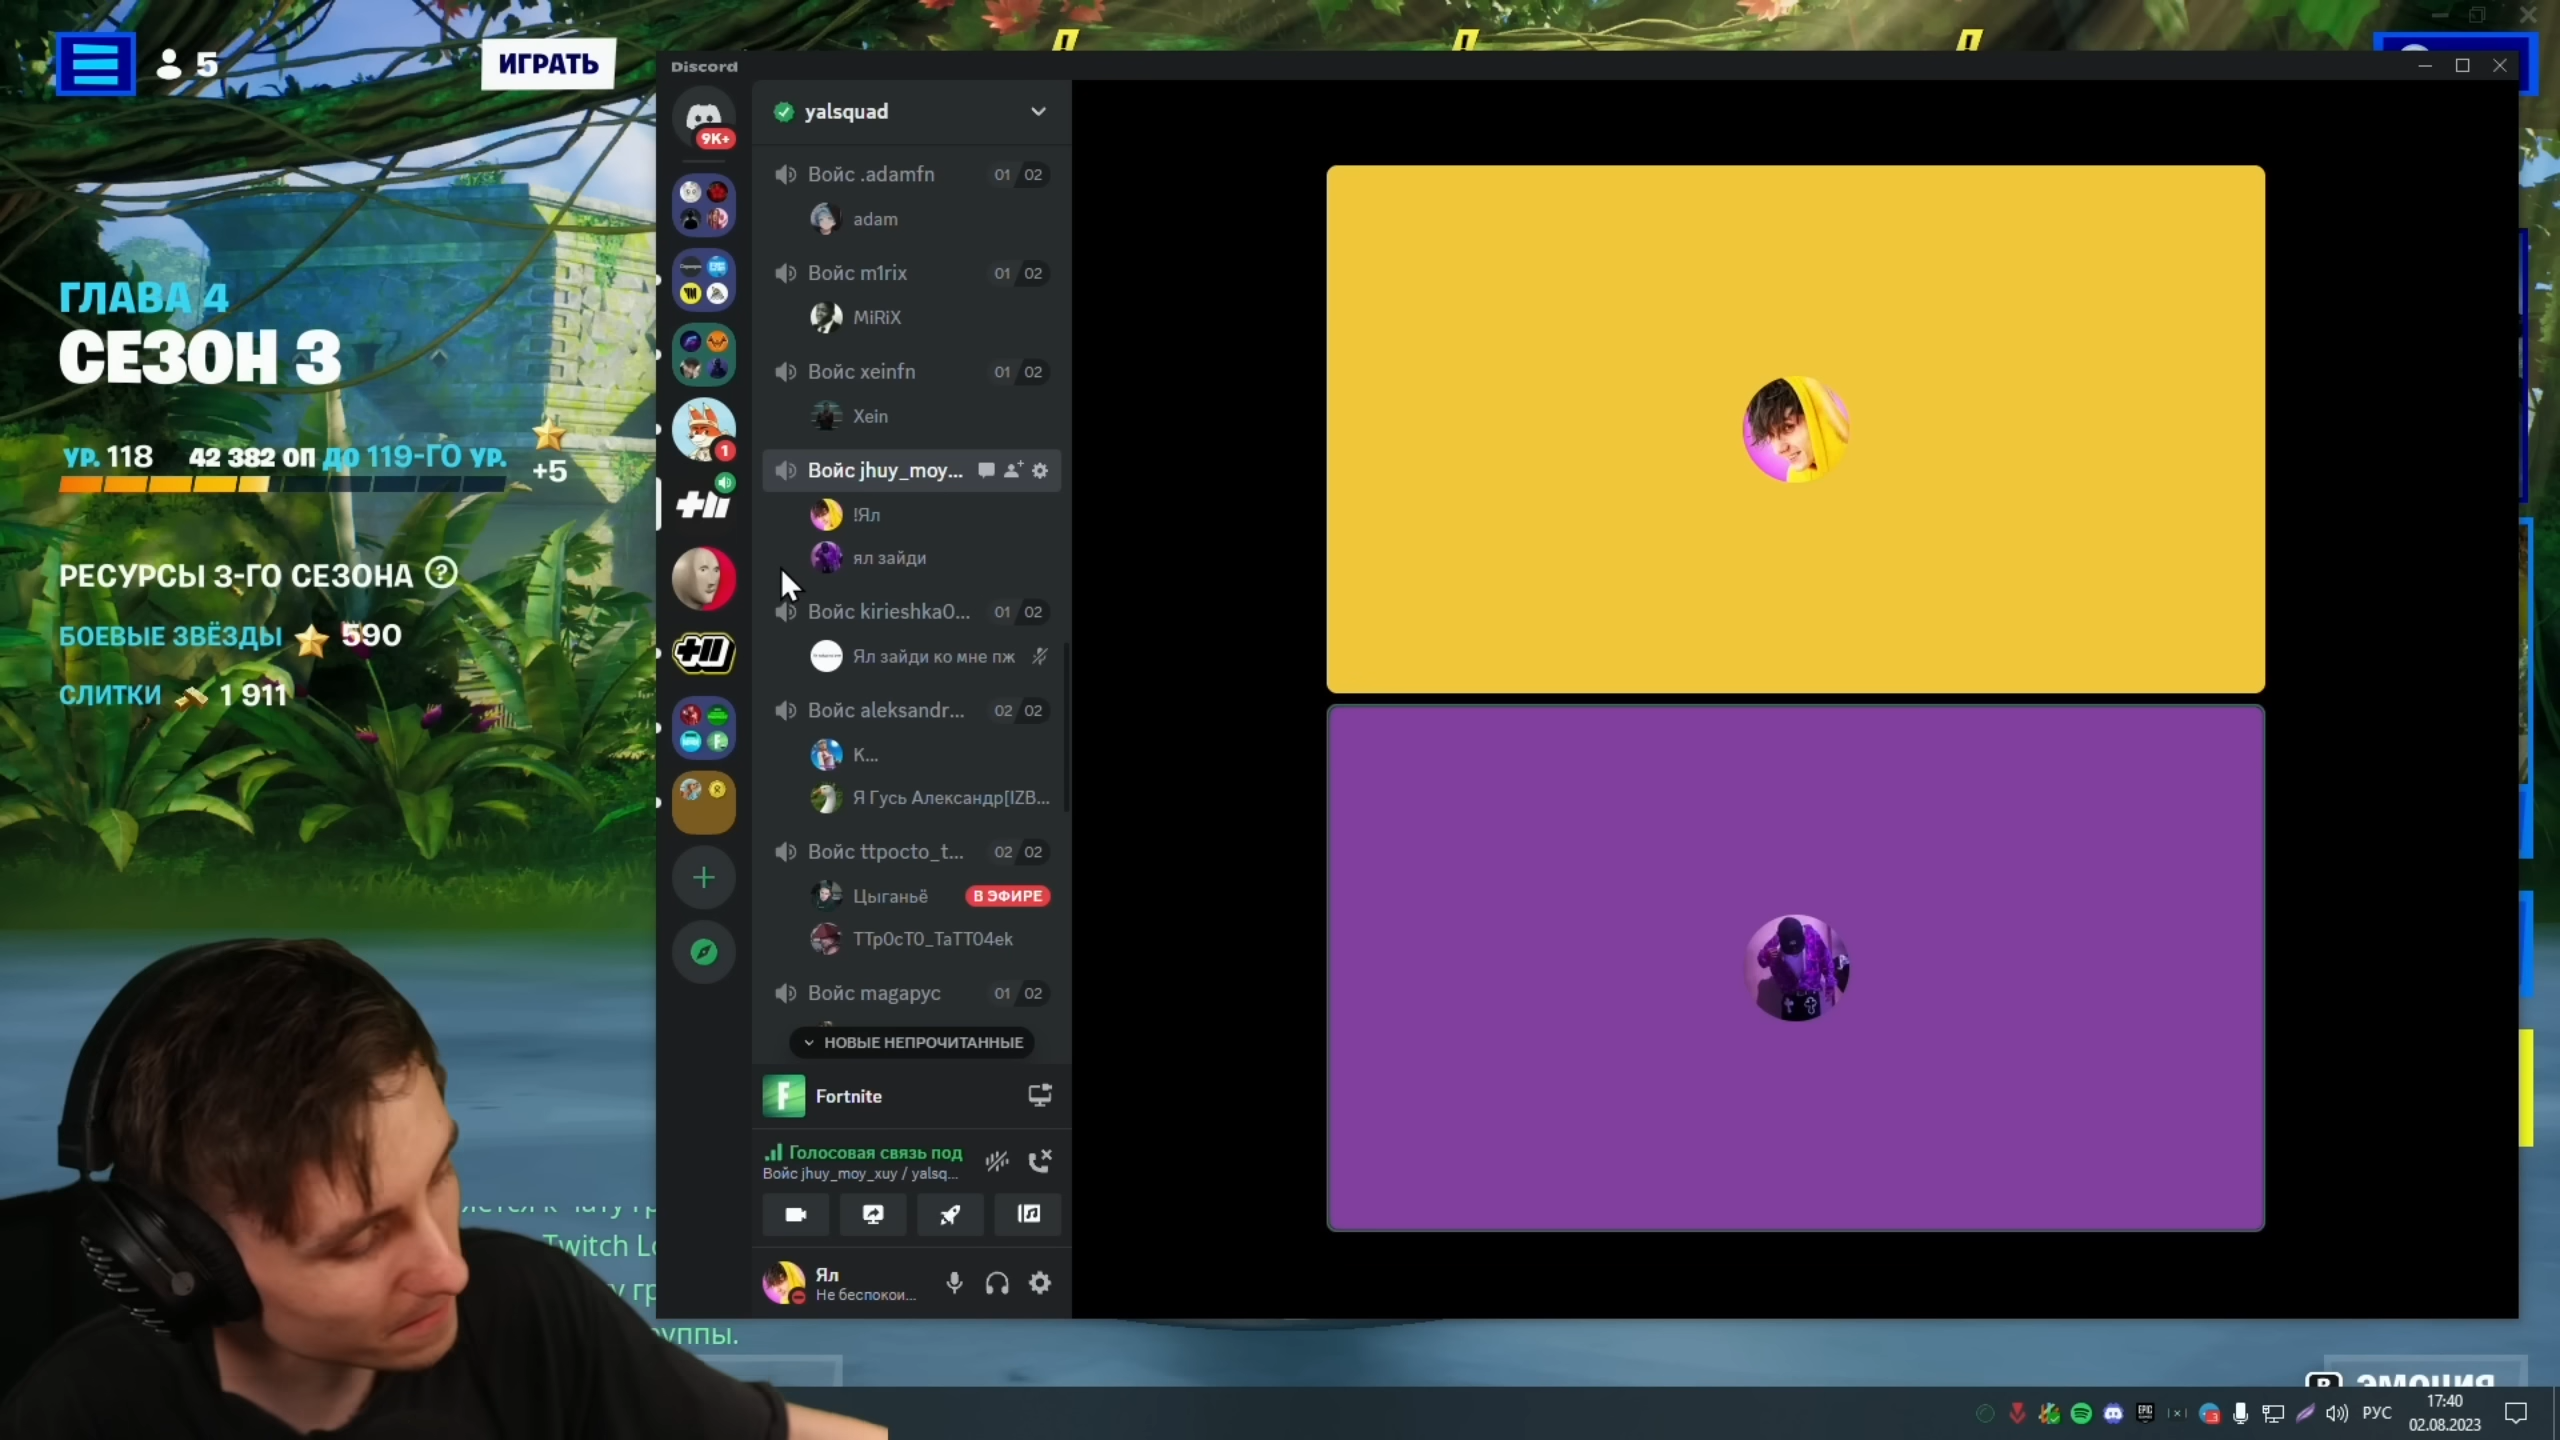 5
ИГРАТЬ
ГЛАВА 4
СЕЗОН 3
УР. 118 42 382 ОП ДО 119-ГО УР.
+5
РЕСУРСЫ 3-ГО СЕЗОНА ?
БОЕВЫЕ ЗВЁЗДЫ 590
СЛИТКИ 1 911
Discord
9K+
1
yalsquad
Войс .adamfn 01 02
adam
Войс m1rix 01 02
MiRiX
Войс xeinfn 01 02
Xein
Войс jhuy_moy...
!Ял
ял зайди
Войс kirieshka0... 01 02
Ял зайди ко мне пж
Войс aleksandr... 02 02
K...
Я Гусь Александр[IZB...
Войс ttpocto_t... 02 02
Цыганьё В ЭФИРЕ
TTp0cT0_TaTT04ek
Войс magapyc 01 02
НОВЫЕ НЕПРОЧИТАННЫЕ
Fortnite
Голосовая связь под
Войс jhuy_moy_xuy / yalsq...
Ял
Не беспокои...
Twitch
уппы.
ЭМОЦИЯ
EPIC
3
РУС
17:40
02.08.2023